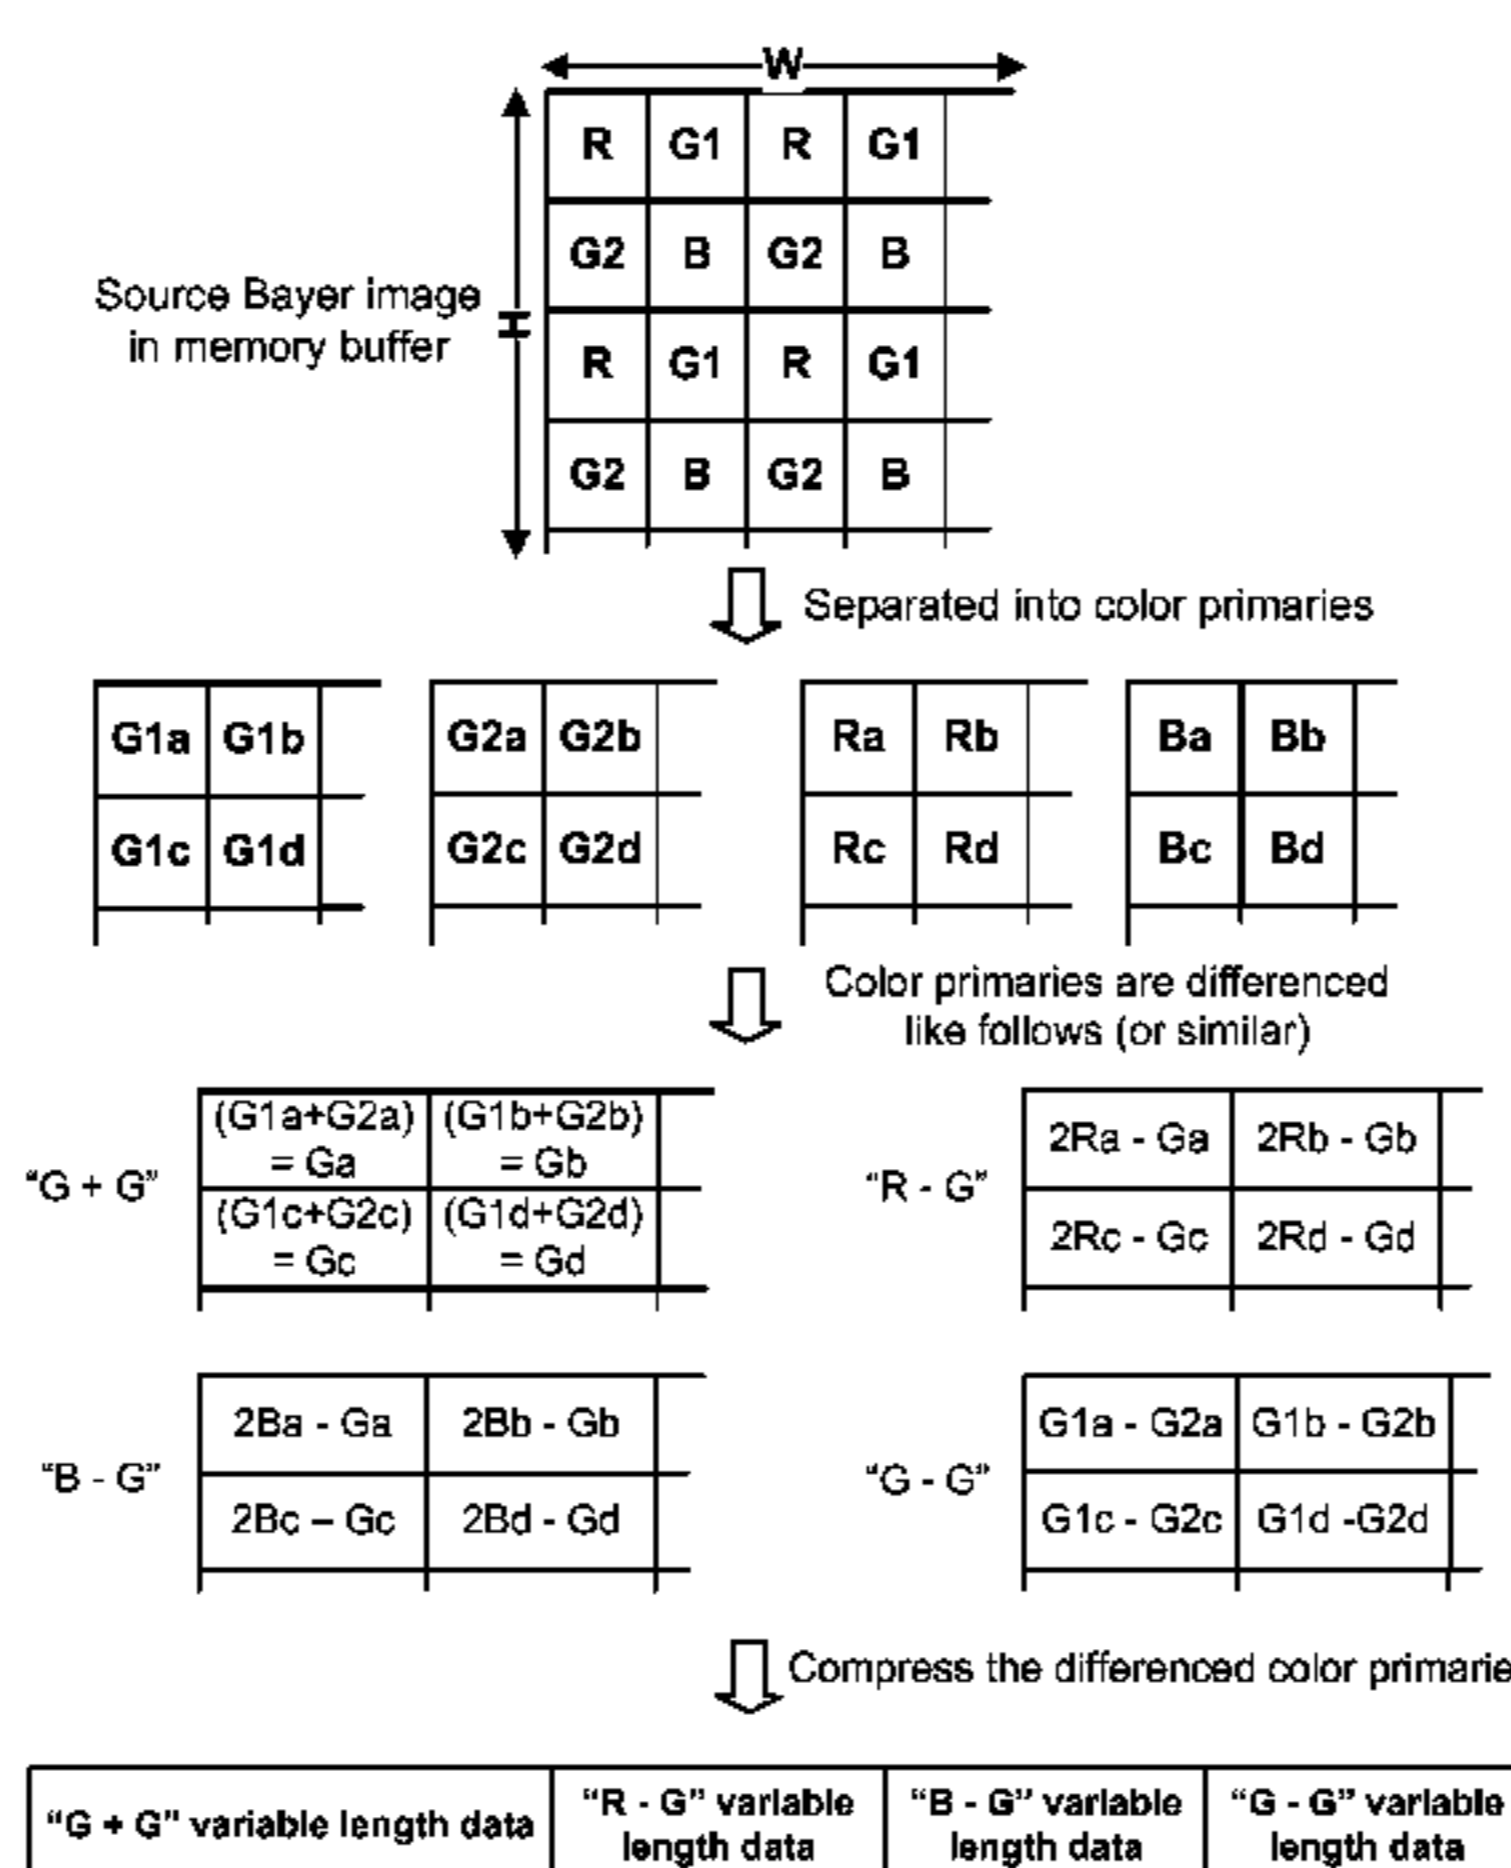 W
R G1 R G1
G2 B G2 B
Source Bayer image
in memory buffer
H
R G1 R G1
G2 B G2 B
Separated into color primaries
G1a G1b G2a G2b Ra Rb Ba Bb
G1c G1d G2c G2d Rc Rd Bc Bd
Color primaries are differenced
like follows (or similar)
"G + G"
(G1a+G2a) (G1b+G2b)
= Ga = Gb
(G1c+G2c) (G1d+G2d)
= Gc = Gd
"R - G"
2Ra - Ga 2Rb - Gb
2Rc - Gc 2Rd - Gd
"B - G"
2Ba - Ga 2Bb - Gb
2Bc – Gc 2Bd - Gd
"G - G"
G1a - G2a G1b - G2b
G1c - G2c G1d -G2d
Compress the differenced color primarie
"G + G" variable length data
"R - G" variable
length data
"B - G" variable
length data
"G - G" variable
length data